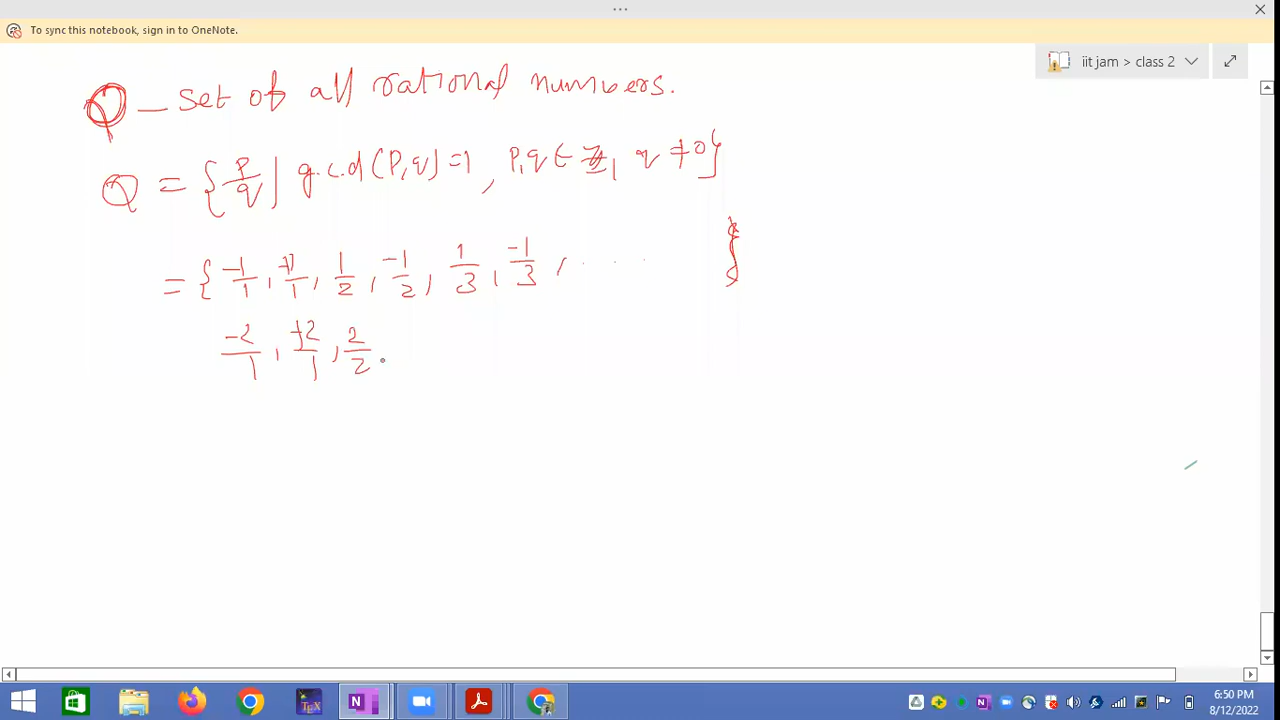 ...
To sync this notebook, sign in to OneNote.
iit jam > class 2
Q – set of all rational numbers.
Q = { p/q | g.c.d (p,q) = 1, p,q ∈ Z, q ≠ 0}
= { -1/1, +1/1, 1/2, -1/2, 1/3, -1/3, .... }
-2/1, +2/1, 2/2
N
6:50 PM
8/12/2022